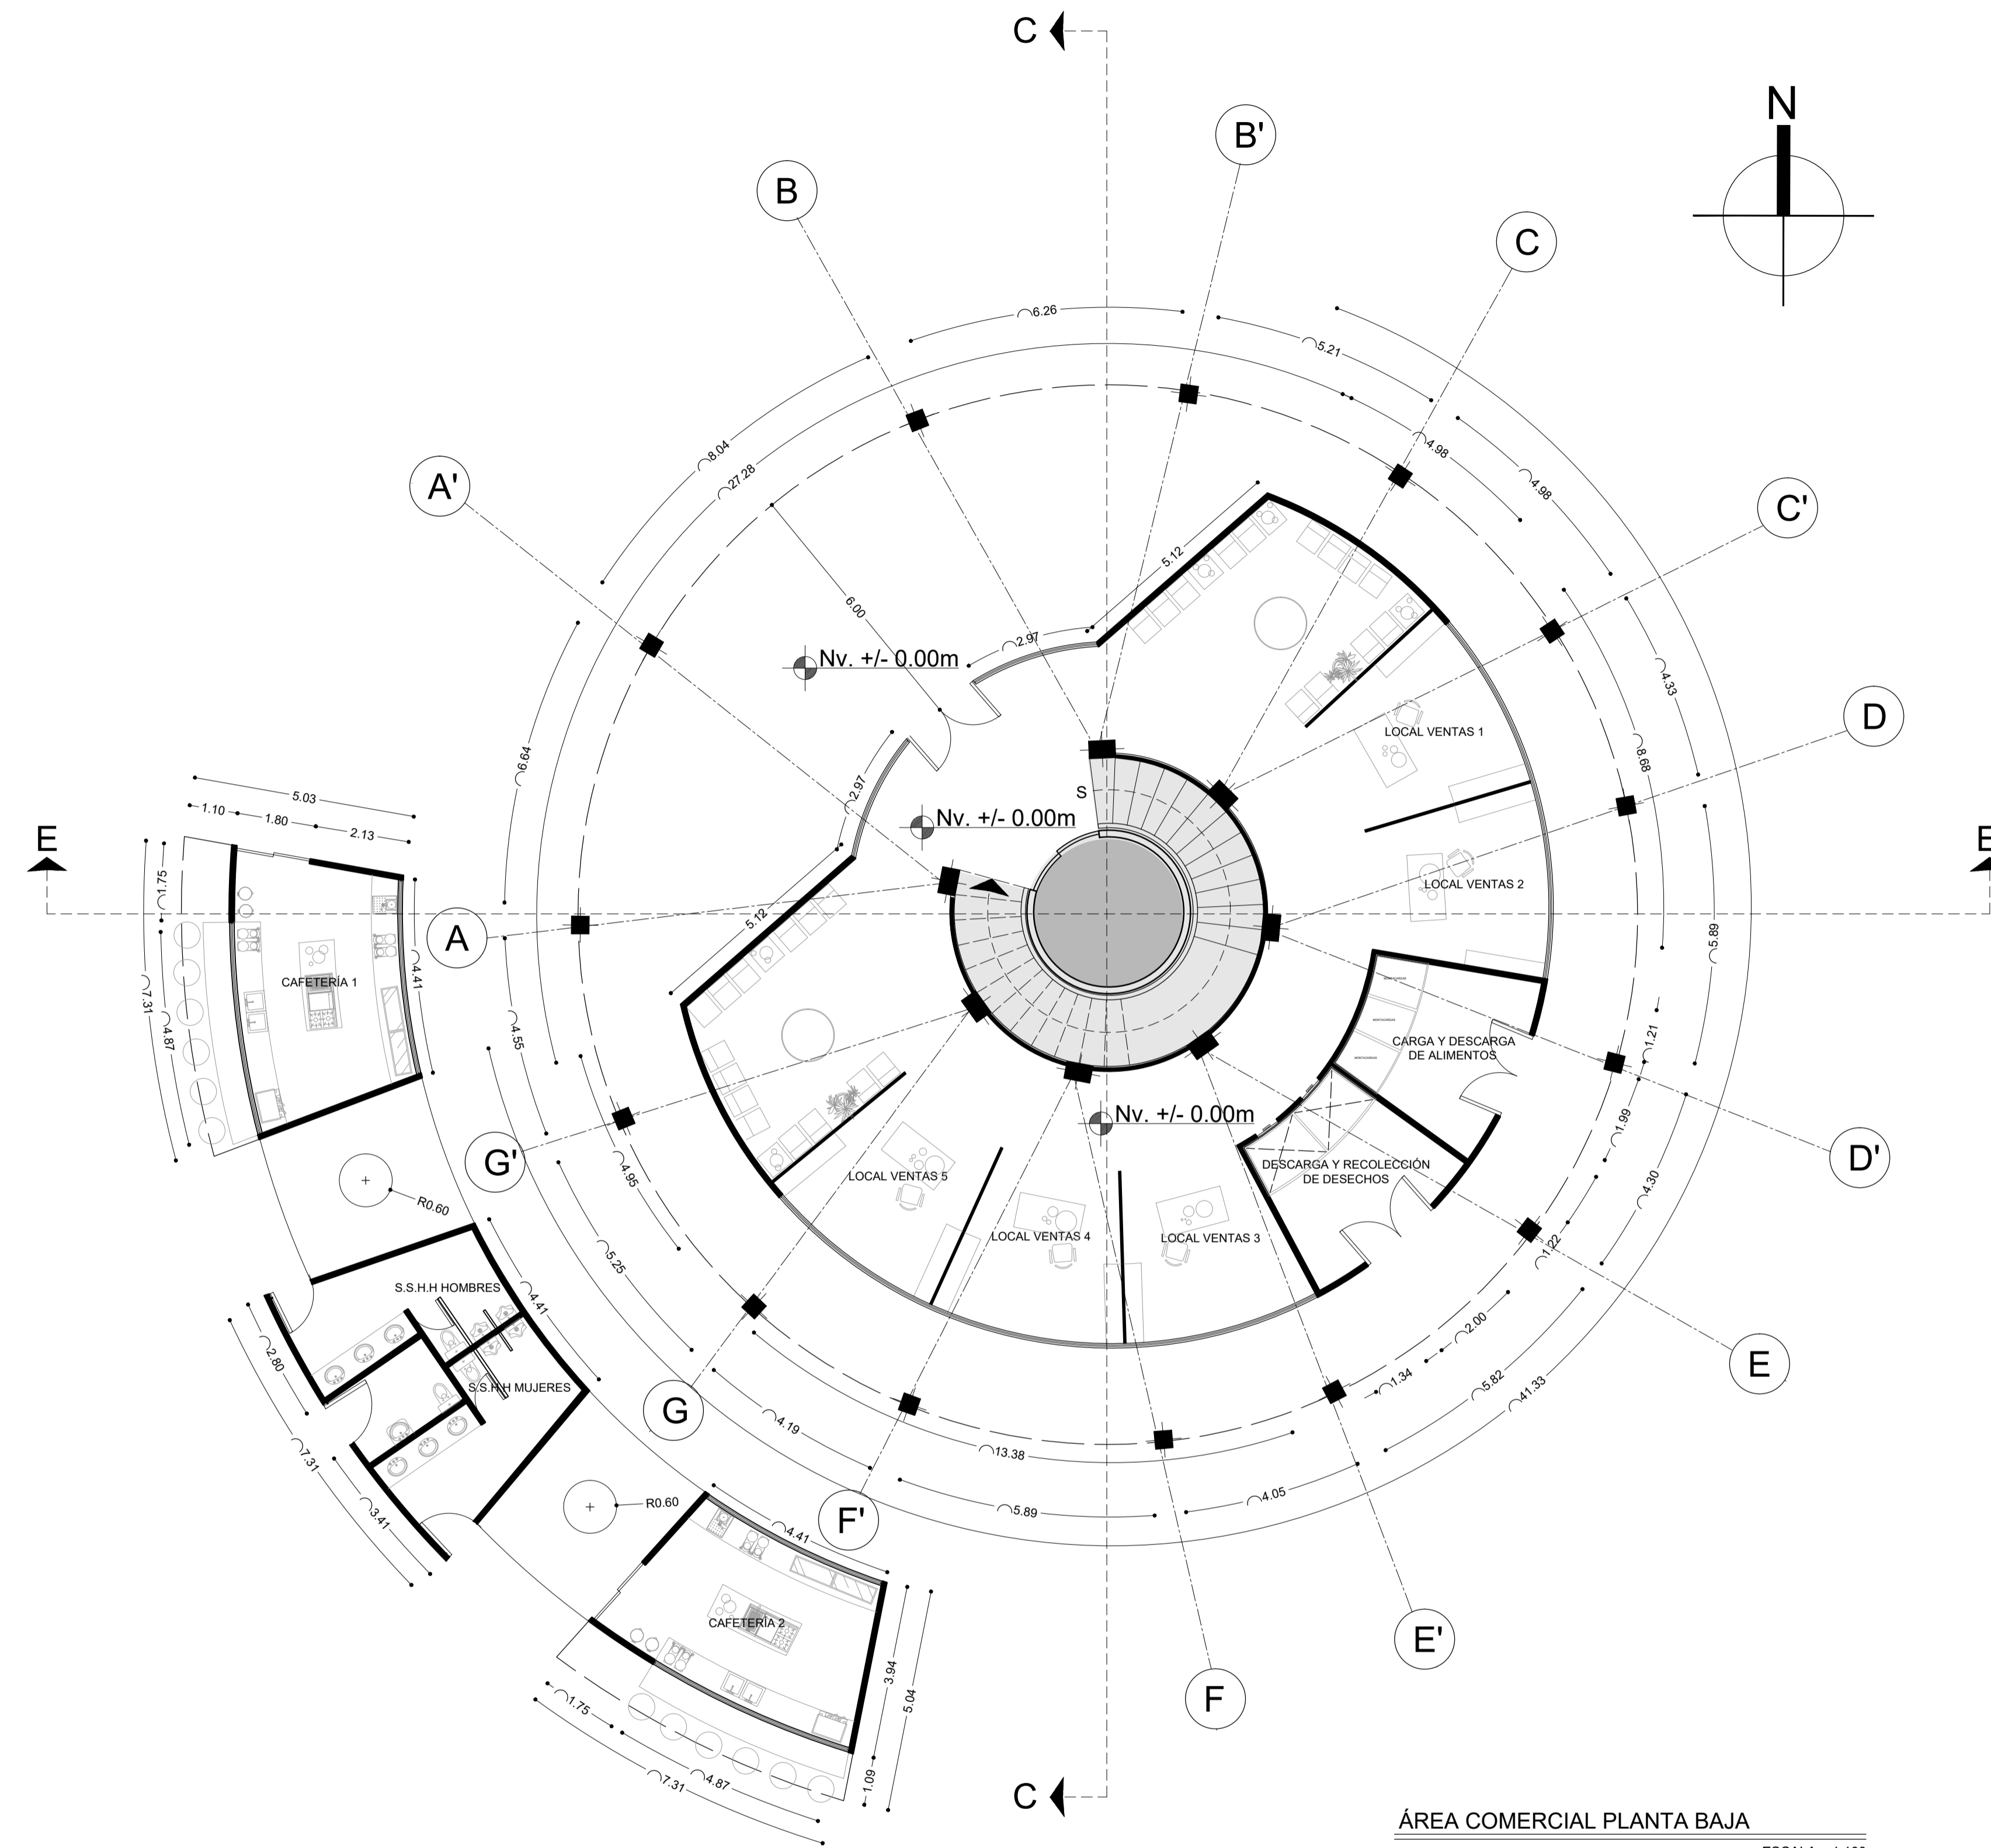 C
N
B'
B
C
C'
A'
D
E
E
A
G'
D'
G
E
F'
E'
F
C
6.26
5.21
8.04
27.28
4.98
4.98
5.12
6.00
2.97
Nv. +/- 0.00m
4.33
LOCAL VENTAS 1
8.68
6.64
2.97
S
Nv. +/- 0.00m
5.03
1.10
1.80
2.13
1.75
7.31
4.87
4.41
CAFETERÍA 1
5.12
LOCAL VENTAS 2
5.89
4.55
MONTACARGAS
MONTACARGAS
MONTACARGAS
CARGA Y DESCARGA
DE ALIMENTOS
1.21
1.99
4.95
Nv. +/- 0.00m
DESCARGA Y RECOLECCIÓN
DE DESECHOS
4.30
R0.60
LOCAL VENTAS 5
LOCAL VENTAS 4
LOCAL VENTAS 3
1.22
5.25
S.S.H.H HOMBRES
4.41
2.80
S.S.H.H MUJERES
7.31
3.41
2.00
1.34
5.82
41.33
4.19
13.38
5.89
4.05
R0.60
4.41
CAFETERÍA 2
3.94
5.04
1.09
1.75
4.87
7.31
ÁREA COMERCIAL PLANTA BAJA